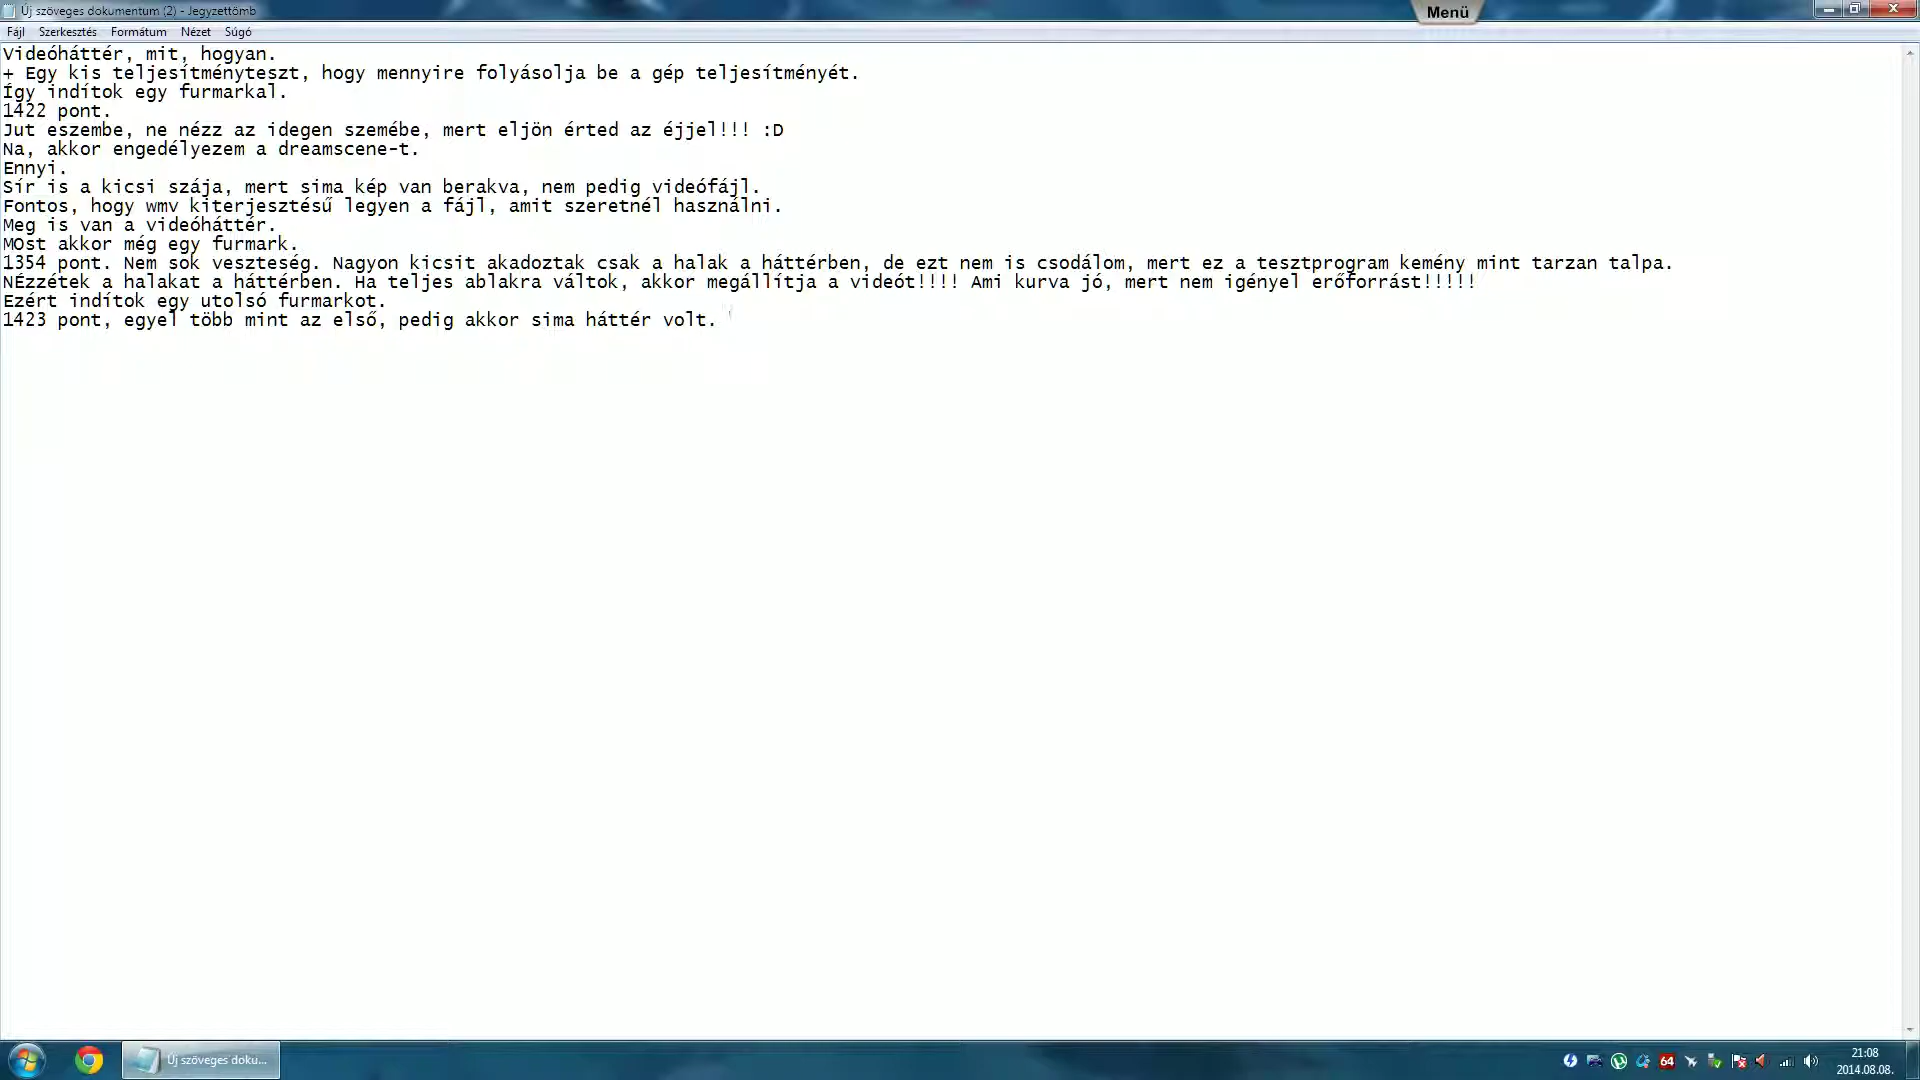 Új szöveges dokumentum (2) - Jegyzettömb
Menü
Fájl Szerkesztés Formátum Nézet Súgó
Videóháttér, mit, hogyan.
+ Egy kis teljesítményteszt, hogy mennyire folyásolja be a gép teljesítményét.
Így indítok egy furmarkal.
1422 pont.
Jut eszembe, ne nézz az idegen szemébe, mert eljön érted az éjjel!!! :D
Na, akkor engedélyezem a dreamscene-t.
Ennyi.
Sír is a kicsi szája, mert sima kép van berakva, nem pedig videófájl.
Fontos, hogy wmv kiterjesztésű legyen a fájl, amit szeretnél használni.
Meg is van a videóháttér.
MOst akkor még egy furmark.
1354 pont. Nem sok veszteség. Nagyon kicsit akadoztak csak a halak a háttérben, de ezt nem is csodálom, mert ez a tesztprogram kemény mint tarzan talpa.
NÉzzétek a halakat a háttérben. Ha teljes ablakra váltok, akkor megállítja a videót!!!! Ami kurva jó, mert nem igényel erőforrást!!!!!
Ezért indítok egy utolsó furmarkot.
1423 pont, egyel több mint az első, pedig akkor sima háttér volt.
Új szöveges doku...
64
21:08
2014.08.08.